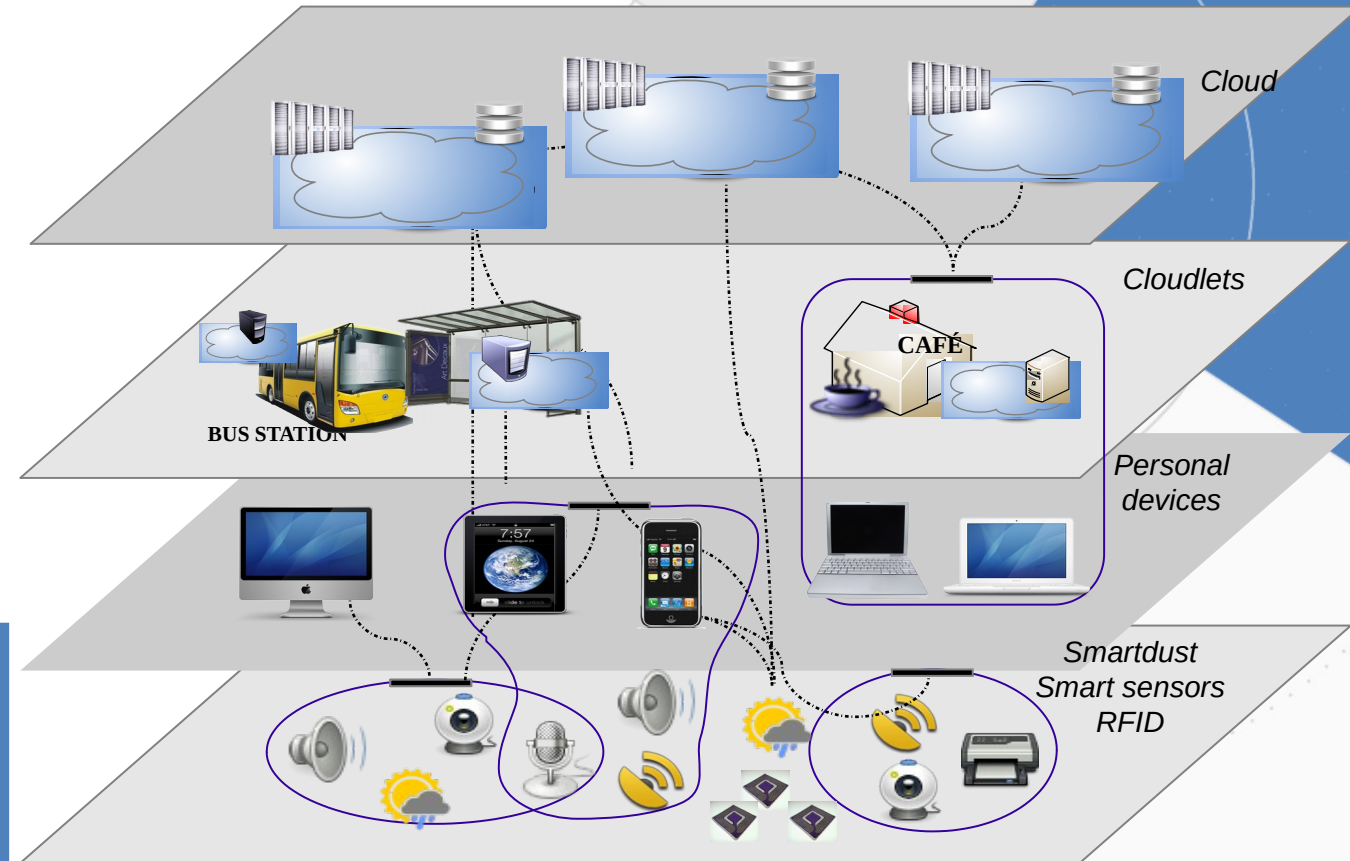 Cloud
Cloudlets
CAFÉ
BUS STATION
Personal
devices
7:57
Smartdust
Smart sensors
RFID